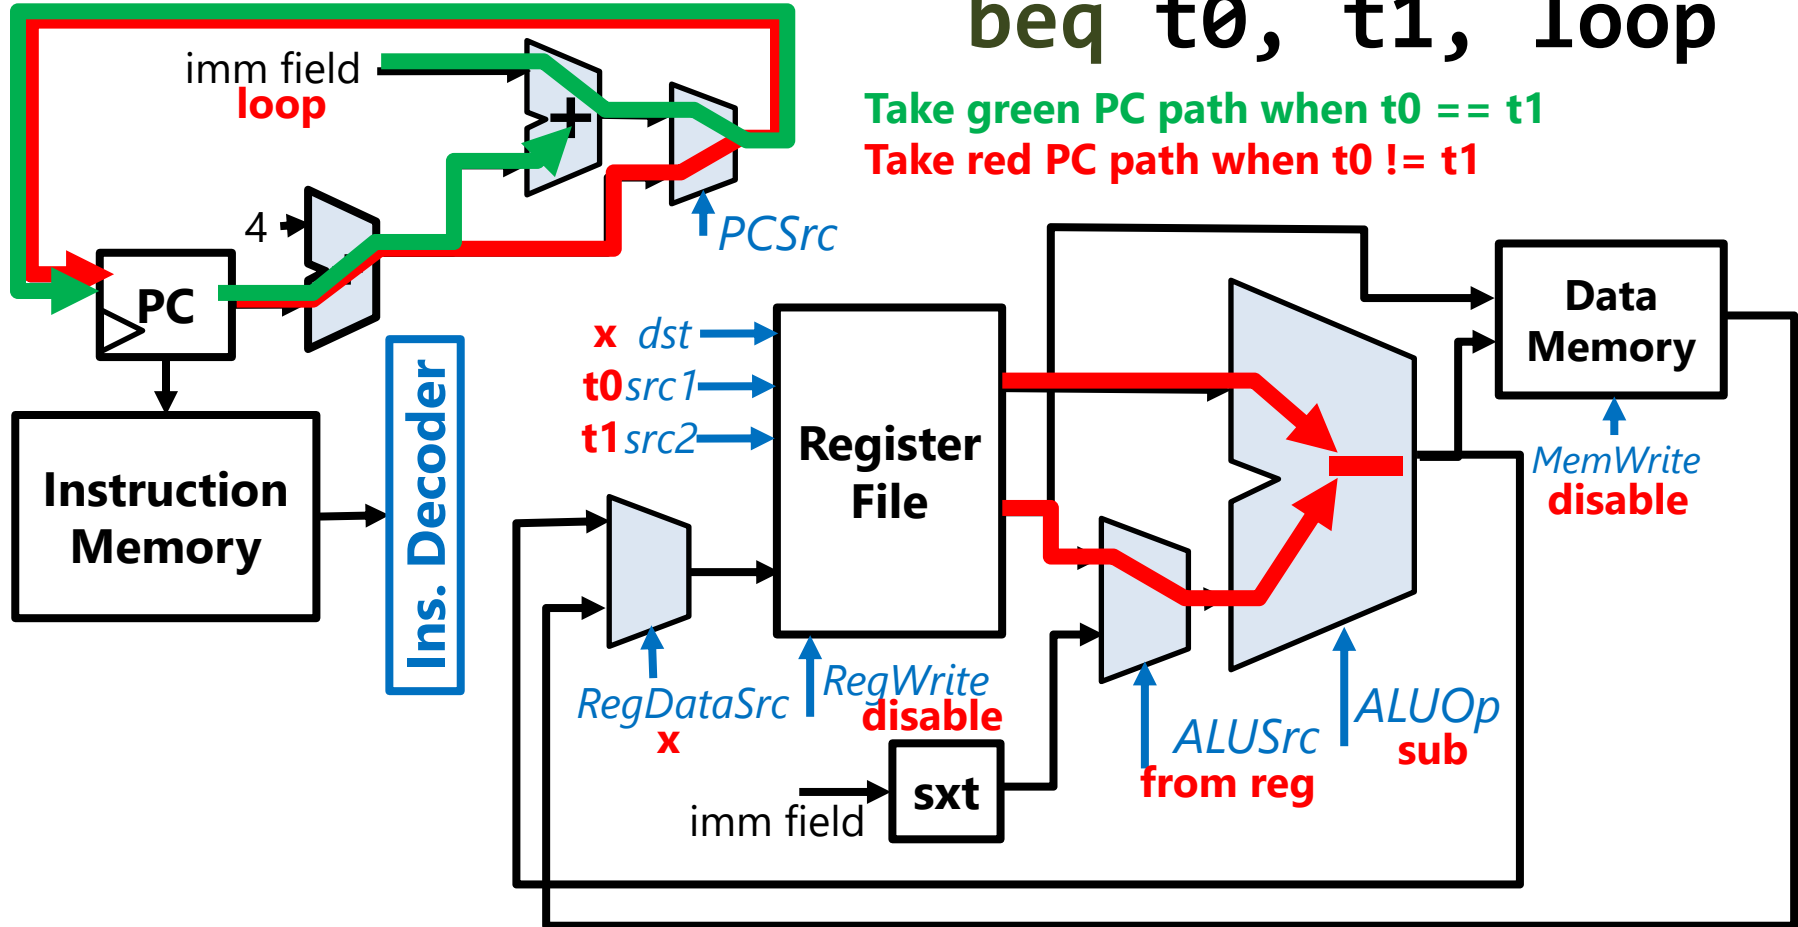 beq t0, t1, loop
imm field
loop
+
Take green PC path when t0 == t1
Take red PC path when t0 != t1
4
PCSrc
PC
Data
Memory
x dst
t0 src1
t1 src2
Register
File
Ins. Decoder
Instruction
Memory
MemWrite
disable
RegDataSrc
x
RegWrite
disable
ALUSrc
from reg
ALUOp
sub
sxt
imm field